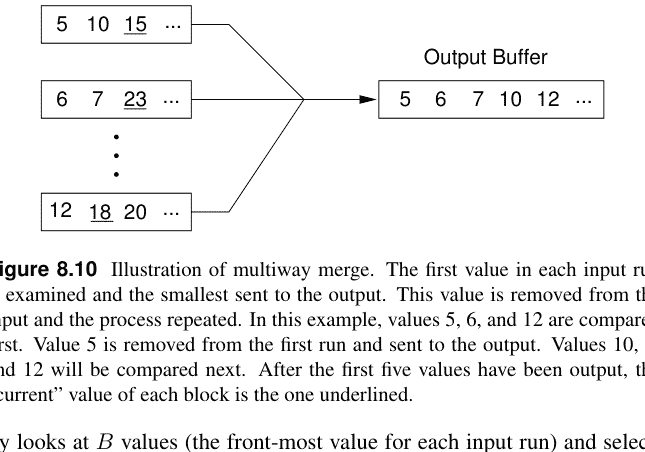 5 10 15 ...
Output Buffer
6 7 23 ...
5 6 7 10 12 ...
12 18 20 ...
igure 8.10 Illustration of multiway merge. The first value in each input ru
examined and the smallest sent to the output. This value is removed from th
put and the process repeated. In this example, values 5, 6, and 12 are compare
rst. Value 5 is removed from the first run and sent to the output. Values 10,
nd 12 will be compared next. After the first five values have been output, th
current” value of each block is the one underlined.
y looks at B values (the front-most value for each input run) and selec